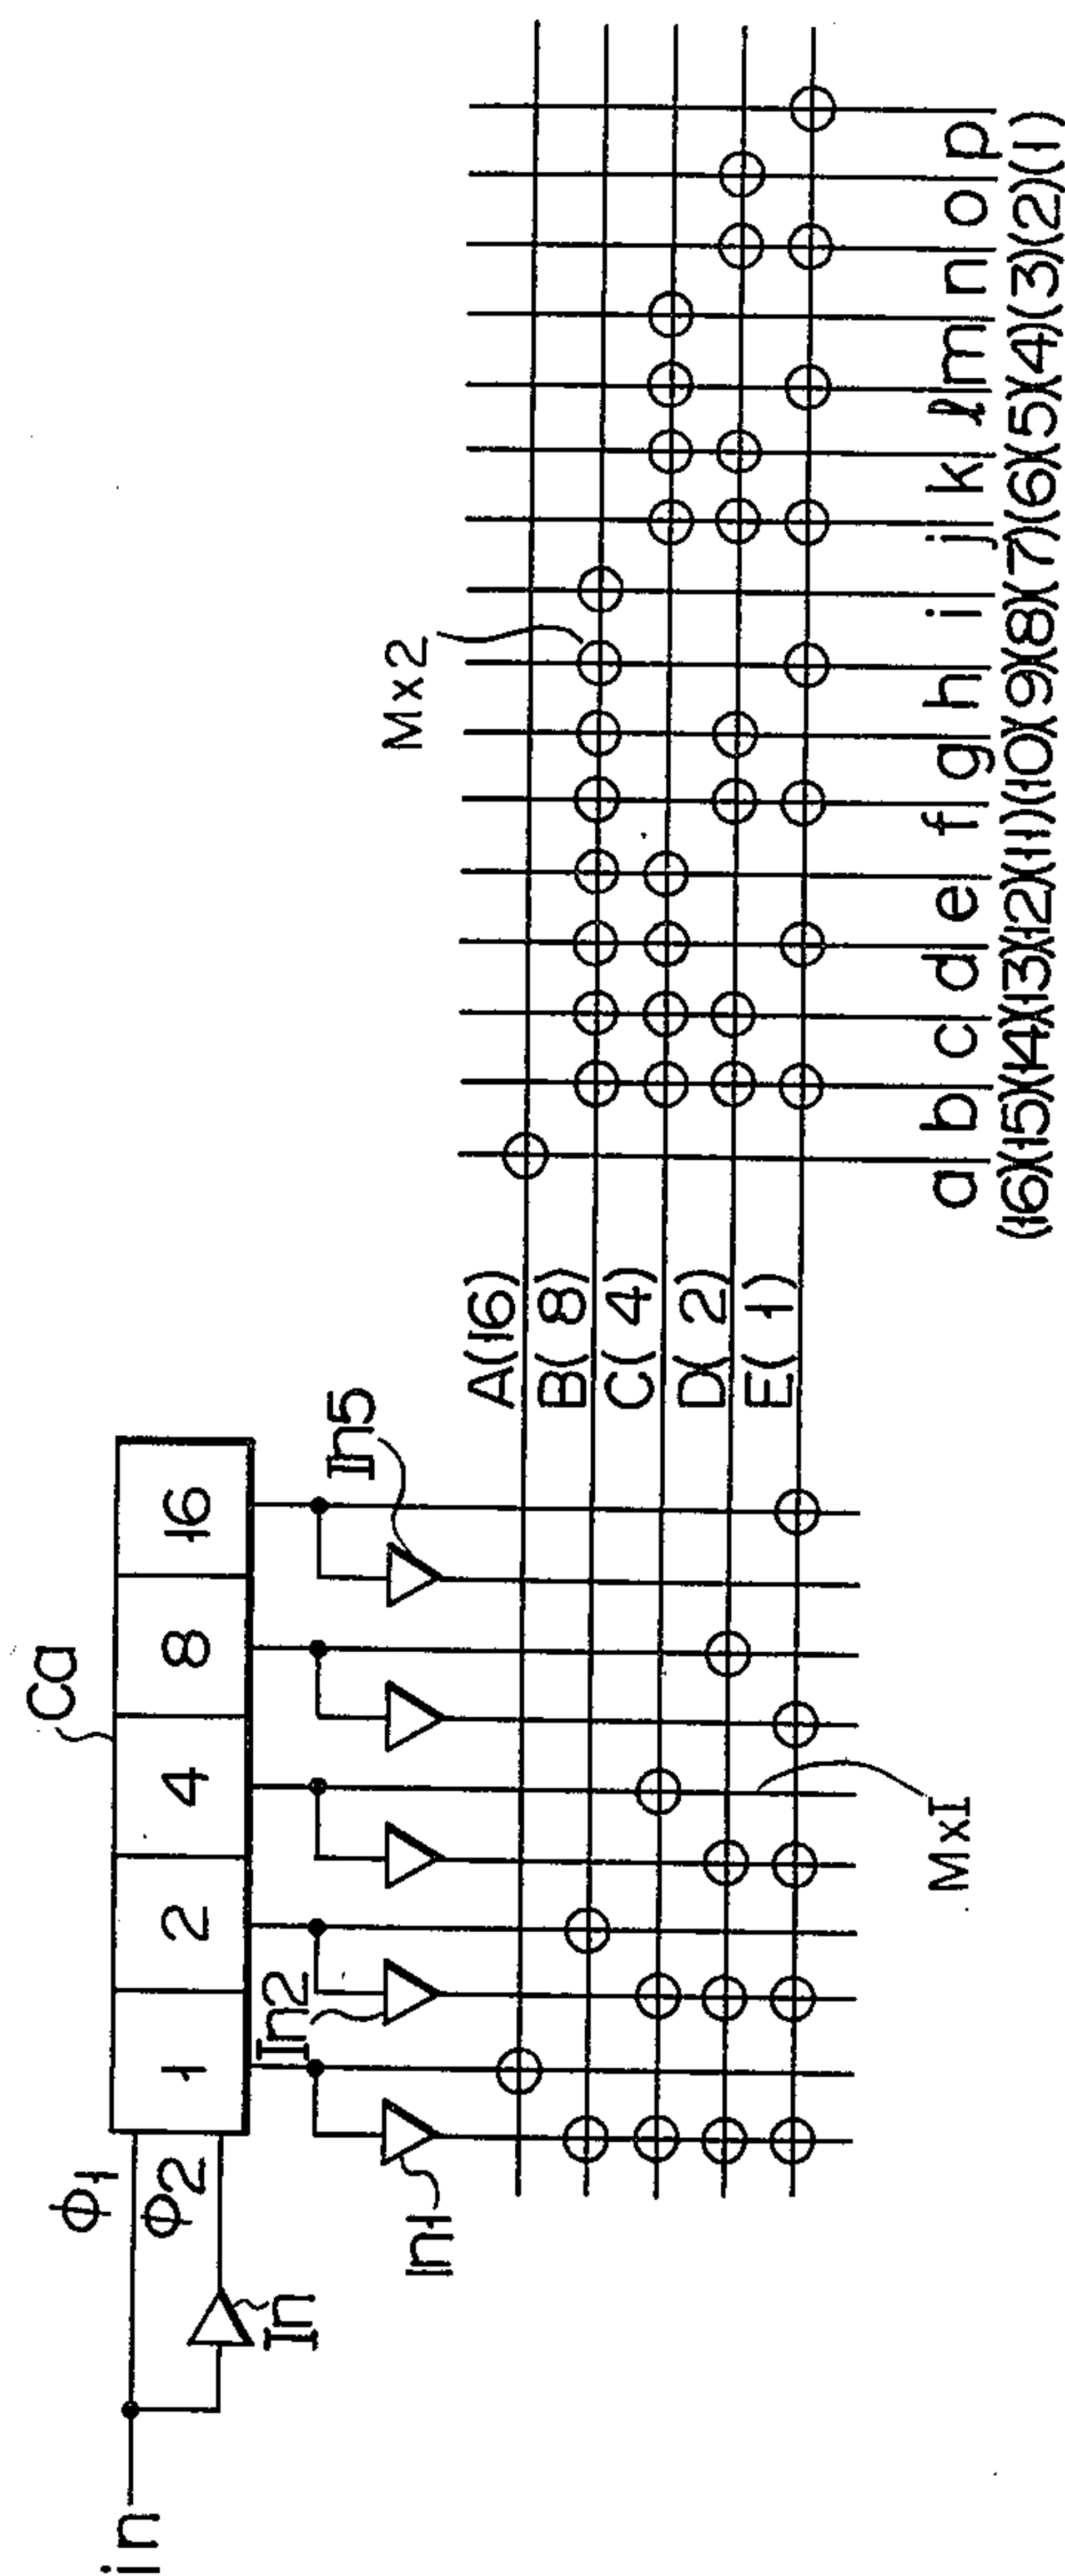 in
In
Φ1
Φ2
Ca
1 2 4 8 16
In1
In2
In5
MxI
A(16)
B( 8)
C( 4)
D( 2)
E( 1)
Mx2
a b c d e f g h i j k ℓ m n o p
(16)(15)(14)(13)(12)(11)(10)(9)(8)(7)(6)(5)(4)(3)(2)(1)